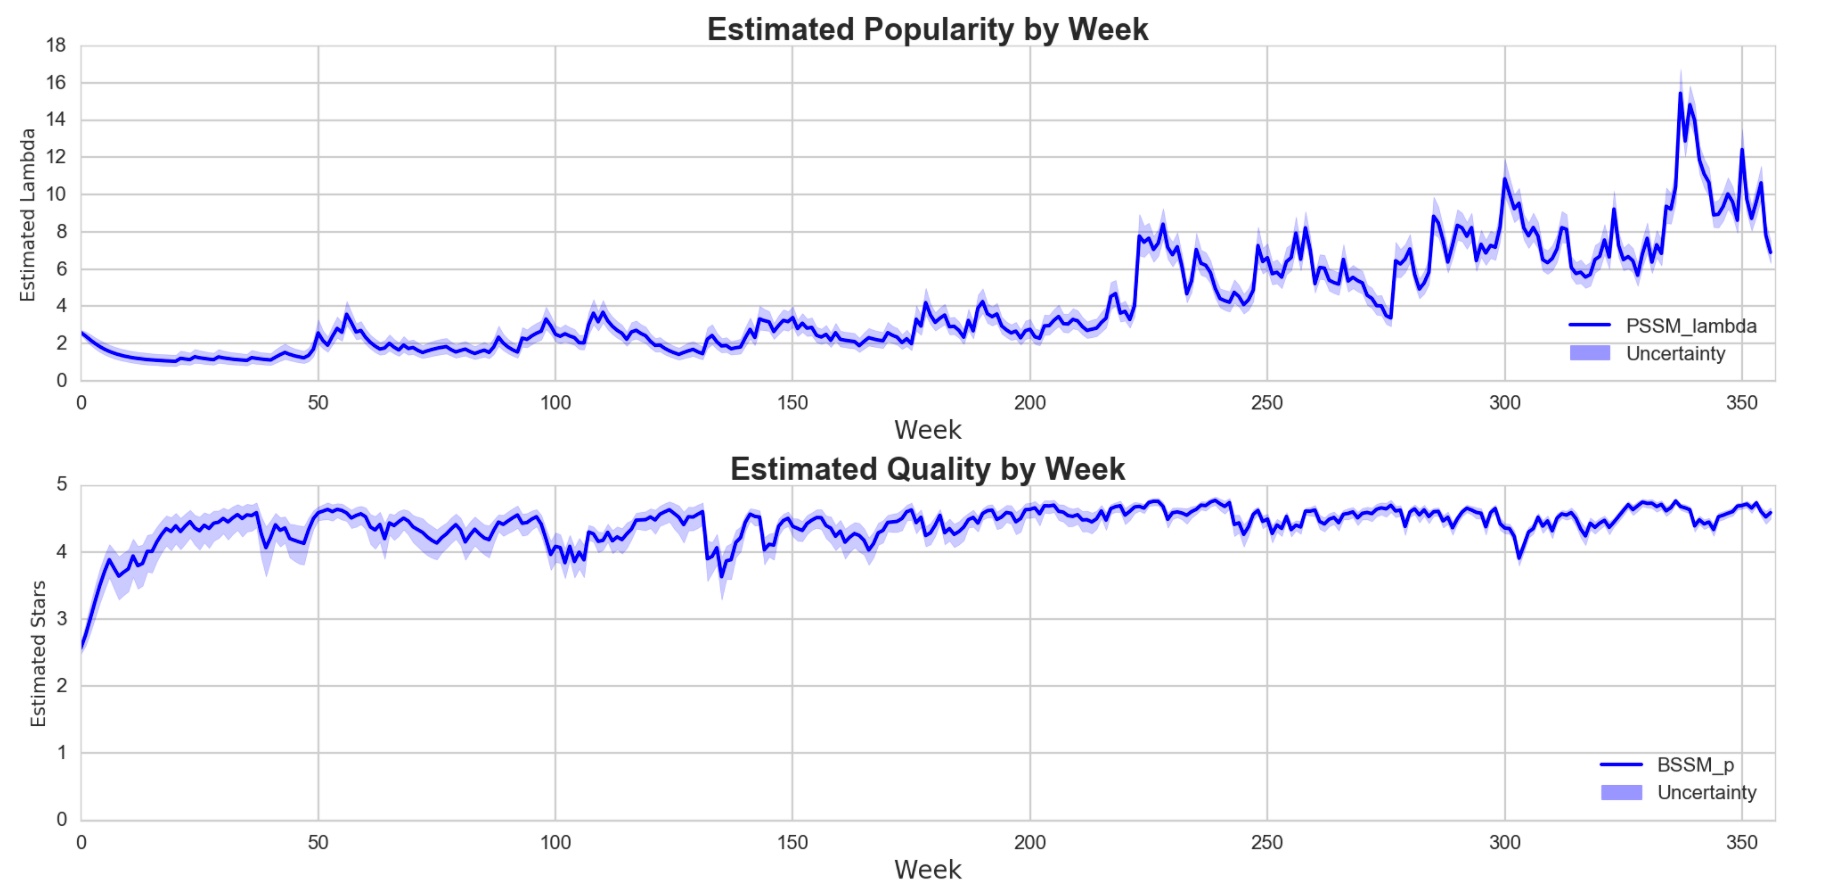 Estimated Popularity by Week
Estimated Lambda
18
16
14
12
10
8
6
4
2
0
PSSM_lambda
Uncertainty
0 50 100 150 200 250 300 350
Week
Estimated Quality by Week
Estimated Stars
5
4
3
2
1
0
BSSM_p
Uncertainty
0 50 100 150 200 250 300 350
Week